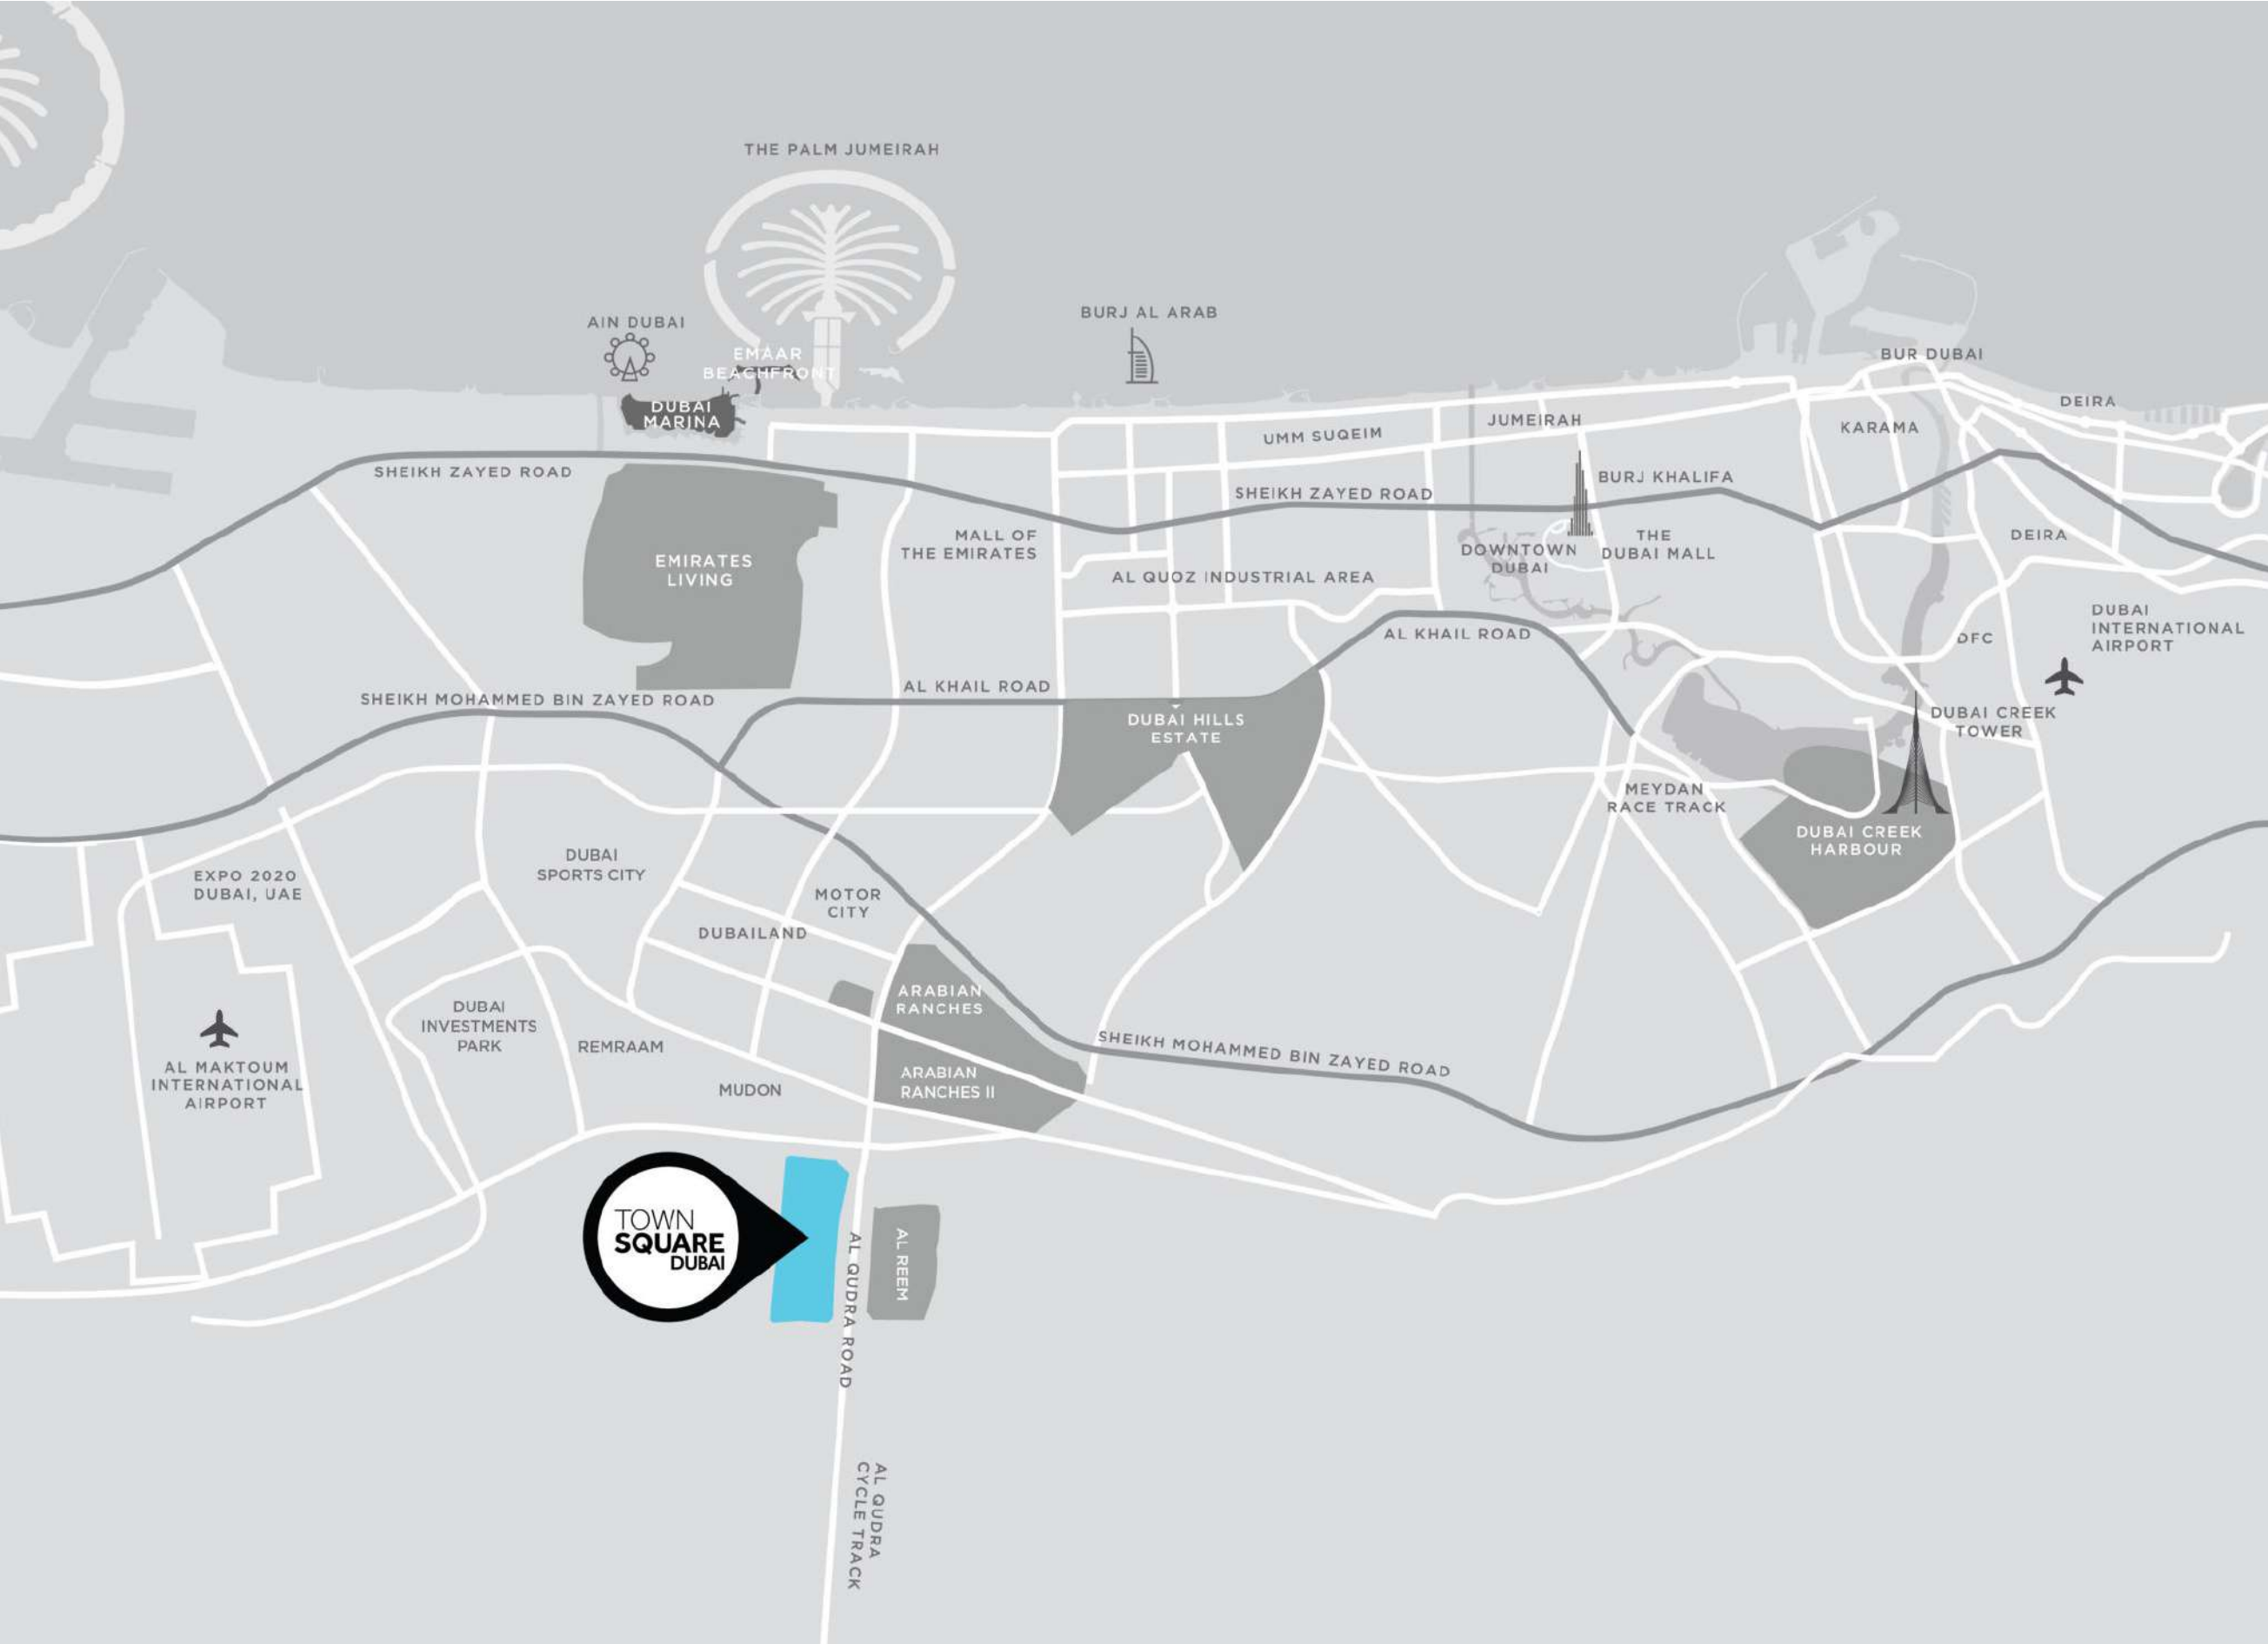 THE PALM JUMEIRAH
AIN DUBAI
EMAAR
BEACHFRONT
BURJ AL ARAB
DUBAI
MARINA
BUR DUBAI
DEIRA
JUMEIRAH
KARAMA
UMM SUQEIM
SHEIKH ZAYED ROAD
SHEIKH ZAYED ROAD
BURJ KHALIFA
MALL OF
THE EMIRATES
EMIRATES
LIVING
DOWNTOWN
DUBAI
THE
DUBAI MALL
DEIRA
AL QUOZ INDUSTRIAL AREA
DUBAI
INTERNATIONAL
AIRPORT
AL KHAIL ROAD
DFC
SHEIKH MOHAMMED BIN ZAYED ROAD
AL KHAIL ROAD
DUBAI HILLS
ESTATE
DUBAI CREEK
TOWER
MEYDAN
RACE TRACK
DUBAI CREEK
HARBOUR
EXPO 2020
DUBAI, UAE
DUBAI
SPORTS CITY
MOTOR
CITY
DUBAILAND
ARABIAN
RANCHES
DUBAI
INVESTMENTS
PARK
REMRAAM
SHEIKH MOHAMMED BIN ZAYED ROAD
AL MAKTOUM
INTERNATIONAL
AIRPORT
MUDON
ARABIAN
RANCHES II
TOWN
SQUARE
DUBAI
AL QUDRA ROAD
AL REEM
AL QUDRA
CYCLE TRACK